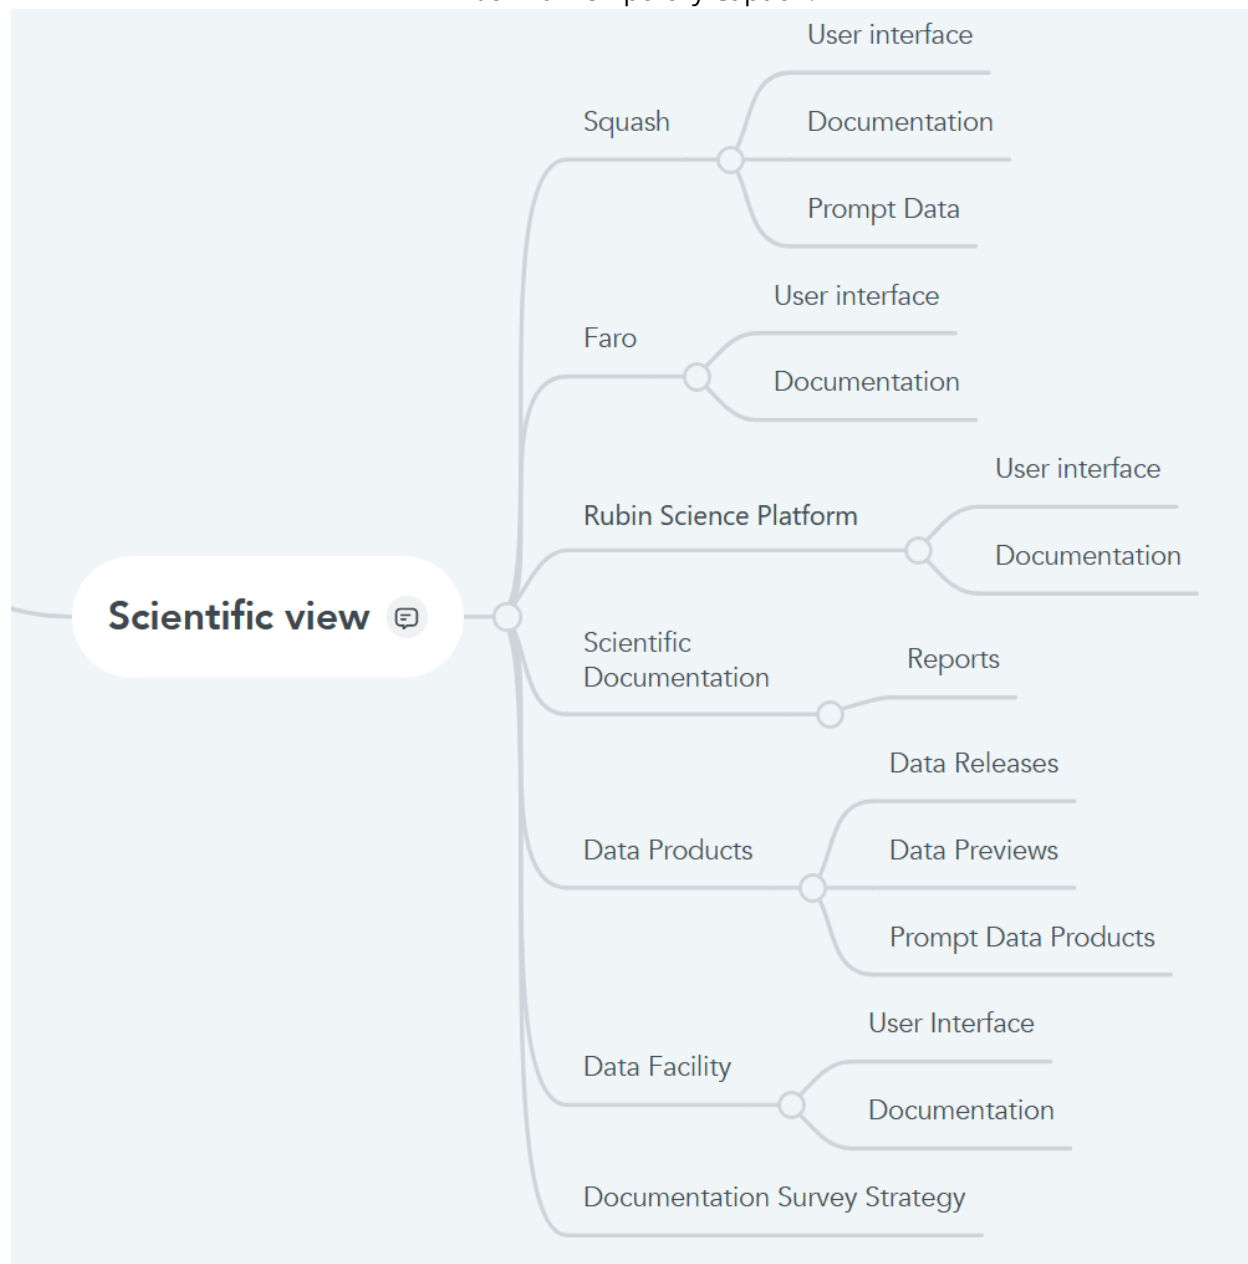 User interface
Squash
Documentation
Prompt Data
User interface
Faro
Documentation
User interface
Rubin Science Platform
Documentation
Scientific view
Scientific
Documentation
Reports
Data Releases
Data Products
Data Previews
Prompt Data Products
User Interface
Data Facility
Documentation
Documentation Survey Strategy